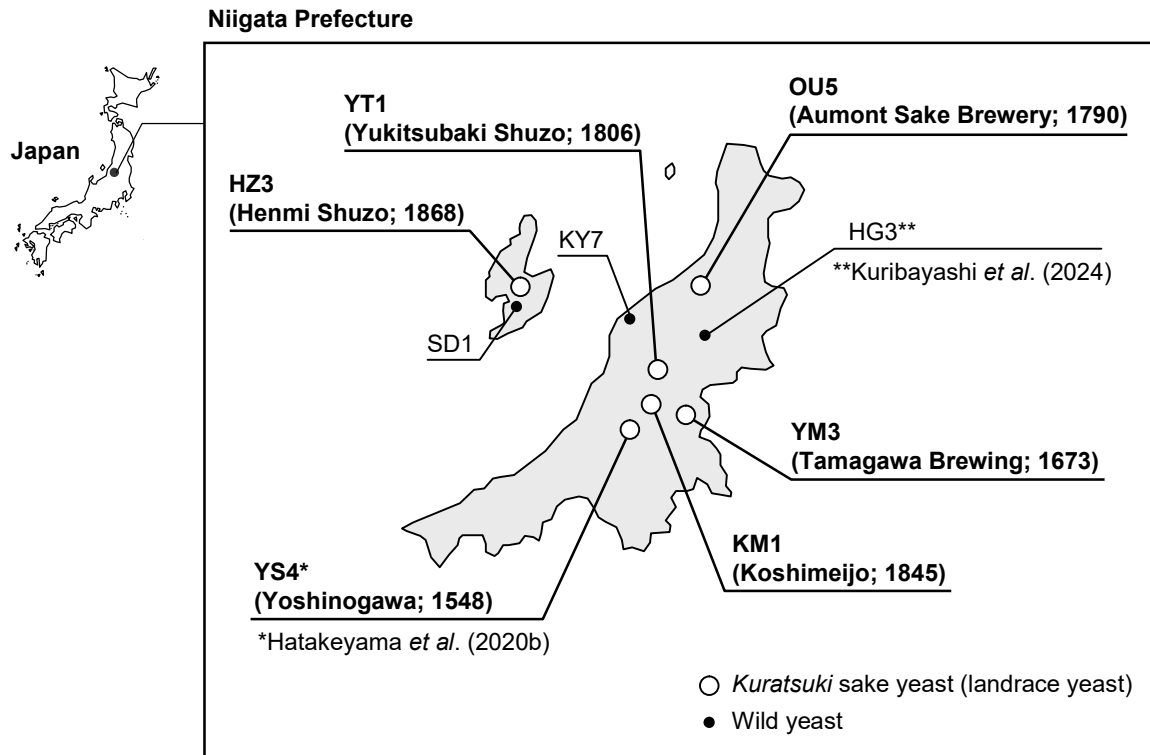 Niigata Prefecture
Japan
OU5
(Aumont Sake Brewery; 1790)
YT1
(Yukitsubaki Shuzo; 1806)
HZ3
(Henmi Shuzo; 1868)
KY7
HG3**
**Kuribayashi et al. (2024)
SD1
YM3
(Tamagawa Brewing; 1673)
KM1
(Koshimeijo; 1845)
YS4*
(Yoshinogawa; 1548)
*Hatakeyama et al. (2020b)
Kuratsuki sake yeast (landrace yeast)
Wild yeast